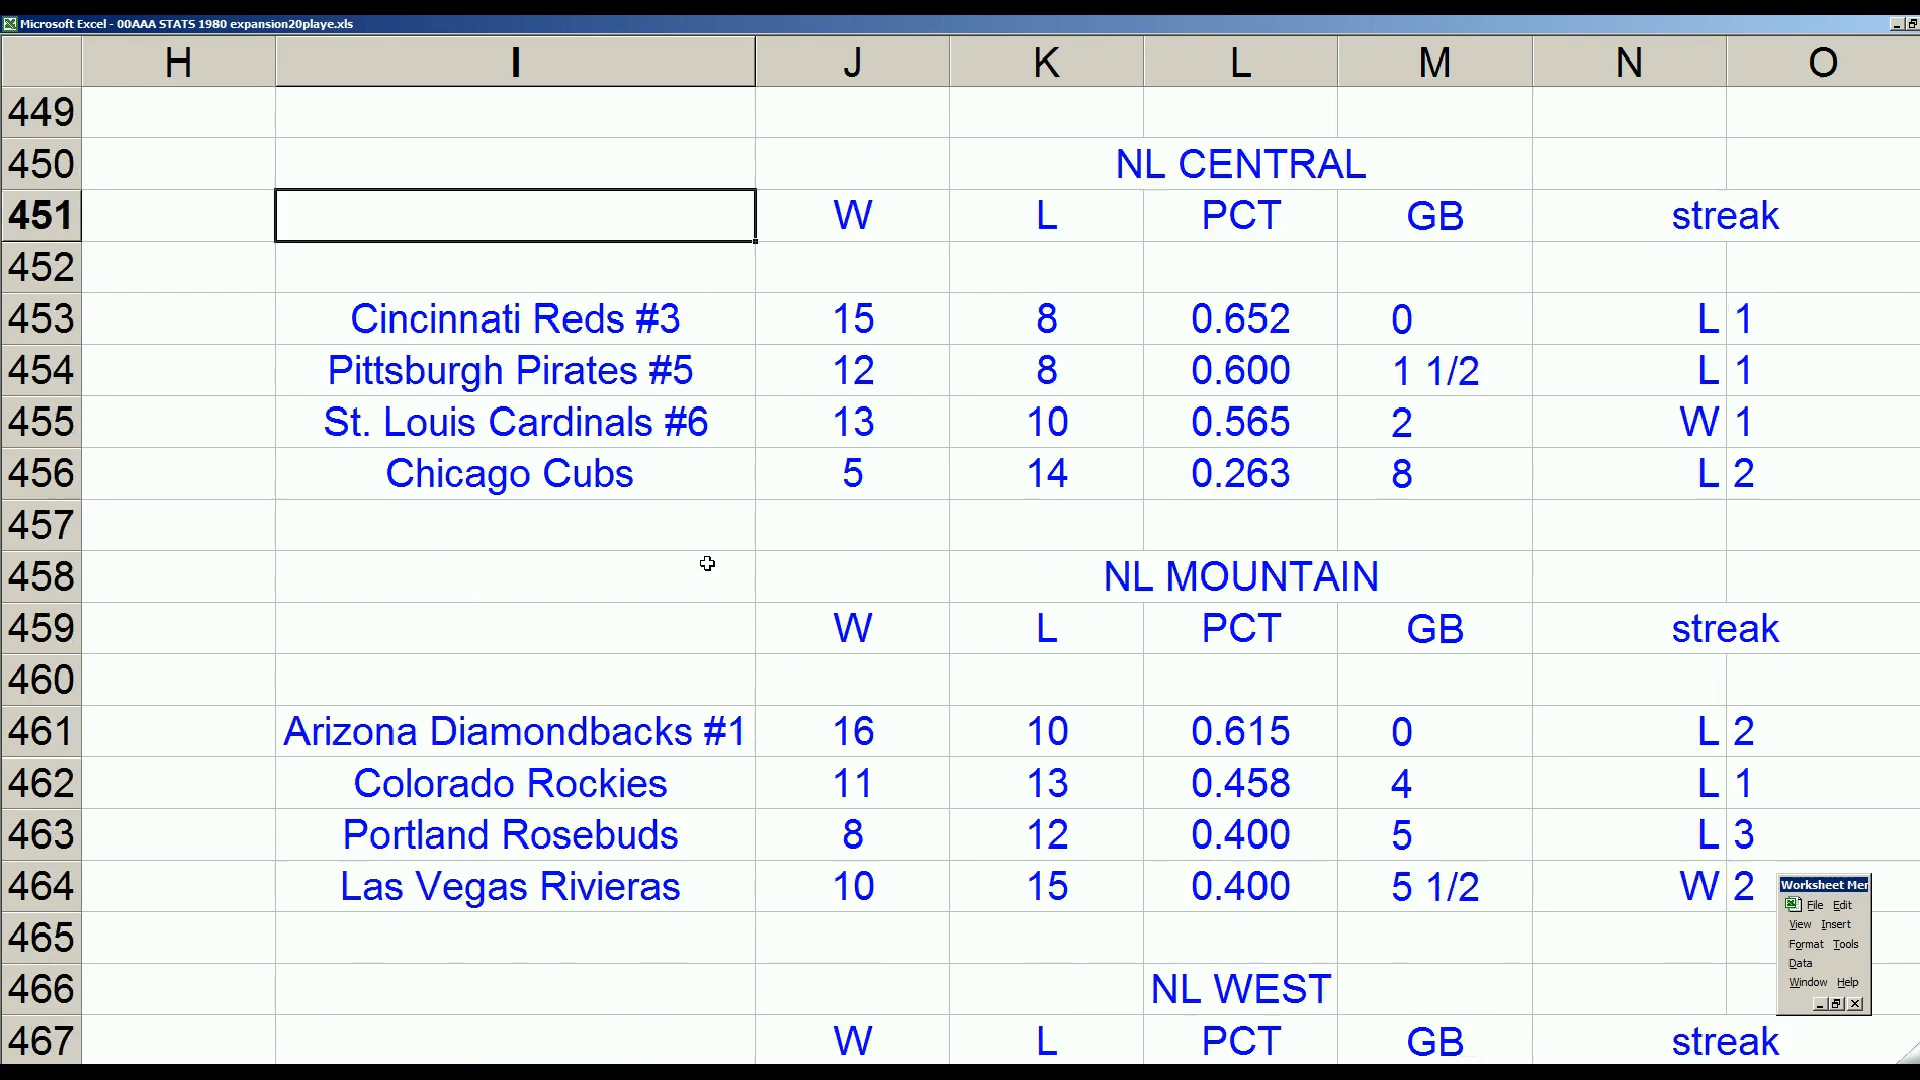 Microsoft Excel - 00AAA STATS 1980 expansion20playe.xls
H I J K L M N O
449
450 NL CENTRAL
451 W L PCT GB streak
452
453 Cincinnati Reds #3 15 8 0.652 0 L 1
454 Pittsburgh Pirates #5 12 8 0.600 1 1/2 L 1
455 St. Louis Cardinals #6 13 10 0.565 2 W 1
456 Chicago Cubs 5 14 0.263 8 L 2
457
458 NL MOUNTAIN
459 W L PCT GB streak
460
461 Arizona Diamondbacks #1 16 10 0.615 0 L 2
462 Colorado Rockies 11 13 0.458 4 L 1
463 Portland Rosebuds 8 12 0.400 5 L 3
464 Las Vegas Rivieras 10 15 0.400 5 1/2 W 2
465
466 NL WEST
467 W L PCT GB streak
Worksheet Mer
File Edit
View Insert
Format Tools
Data
Window Help